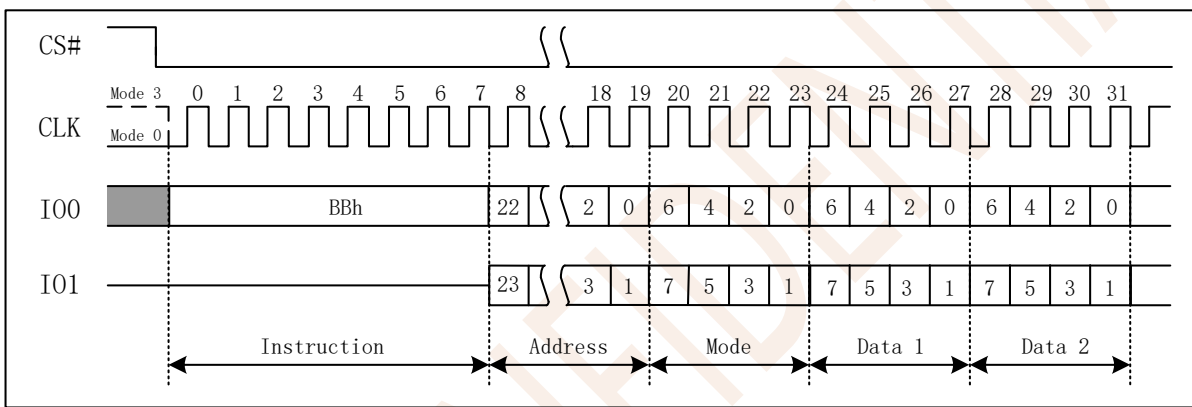 CS#
Mode 3 0 1 2 3 4 5 6 7 8 18 19 20 21 22 23 24 25 26 27 28 29 30 31
CLK
Mode 0
IO0 BBh 22 2 0 6 4 2 0 6 4 2 0 6 4 2 0
IO1 23 3 1 7 5 3 1 7 5 3 1 7 5 3 1
Instruction Address Mode Data 1 Data 2